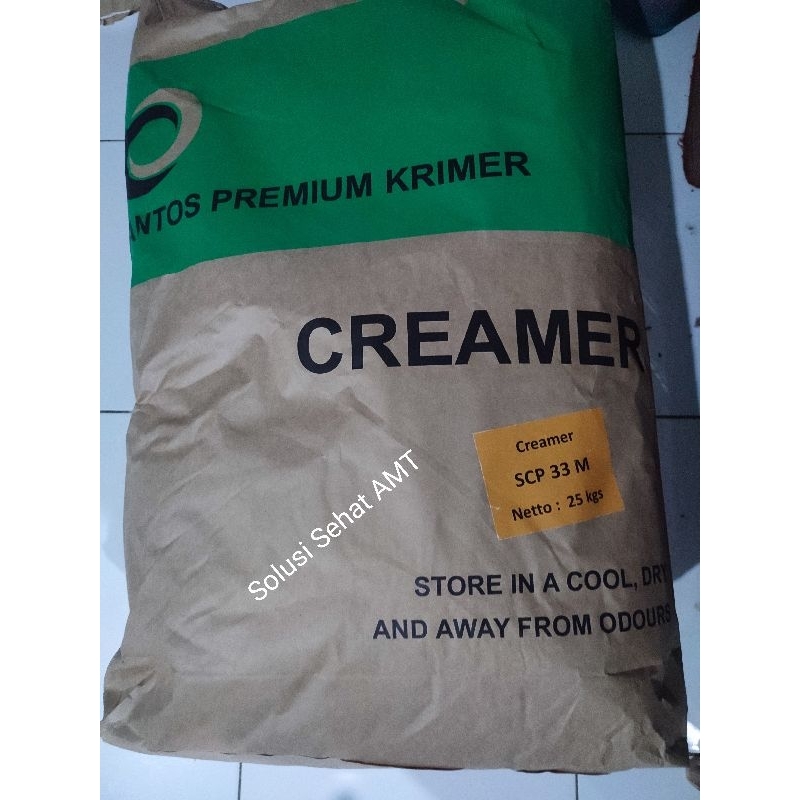 ANTOS PREMIUM KRIMER
CREAMER
Creamer
SCP 33 M
Netto : 25 kgs
Solusi Sehat AMT
STORE IN A COOL, DRY
AND AWAY FROM ODOURS